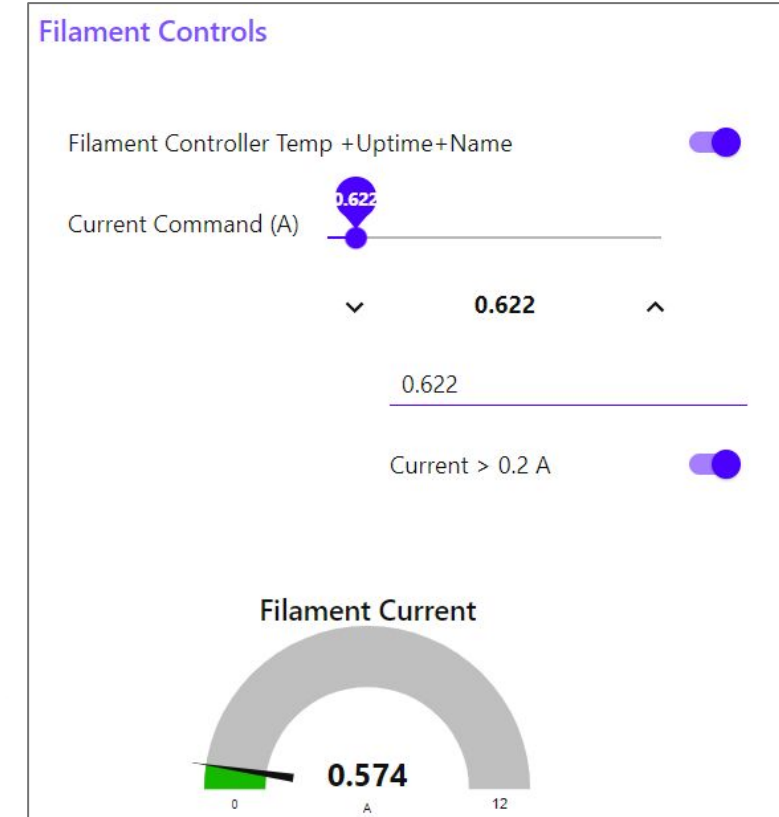 Filament Controls
Filament Controller Temp +Uptime+Name
0.622
Current Command (A)
0.622
0.622
Current > 0.2 A
Filament Current
0.574
0 A 12